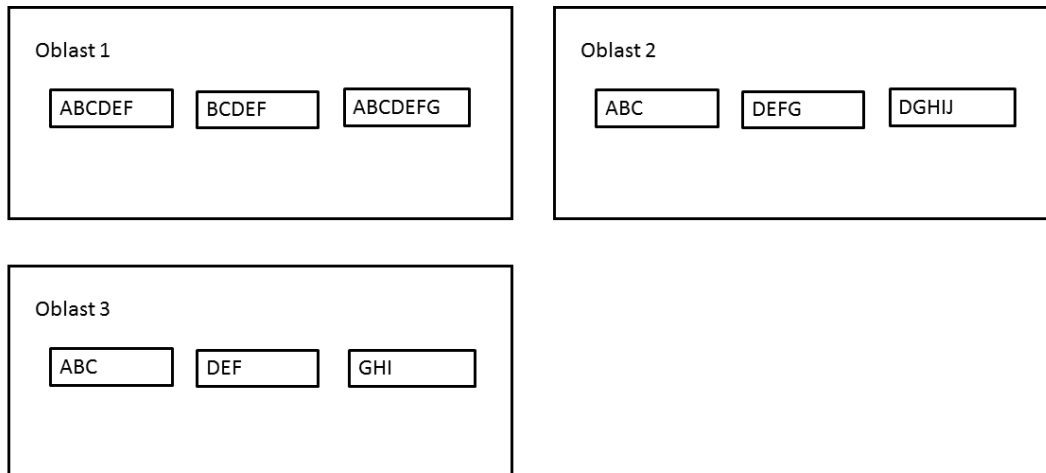 Oblast 1
ABCDEF
BCDEF
ABCDEFG
Oblast 2
ABC
DEFG
DGHIJ
Oblast 3
ABC
DEF
GHI